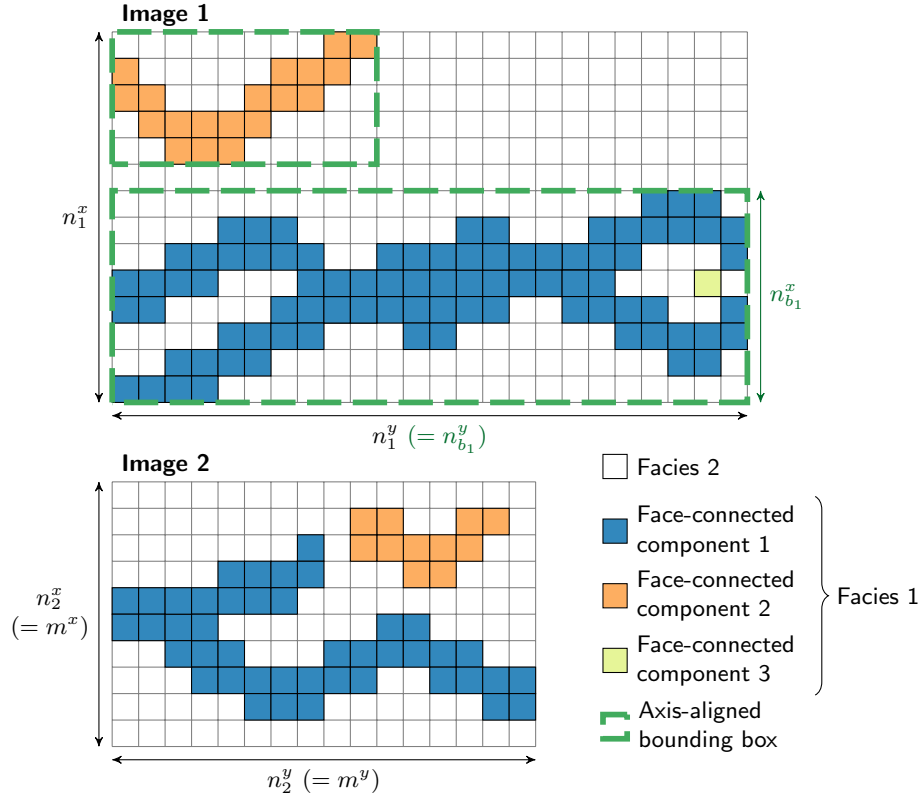 Image 1
n_1^x
n_{b_1}^x
n_1^y (= n_{b_1}^y)
Image 2
n_2^x
(= m^x)
n_2^y (= m^y)
Facies 2
Face-connected
component 1
Face-connected
component 2
Face-connected
component 3
Facies 1
Axis-aligned
bounding box